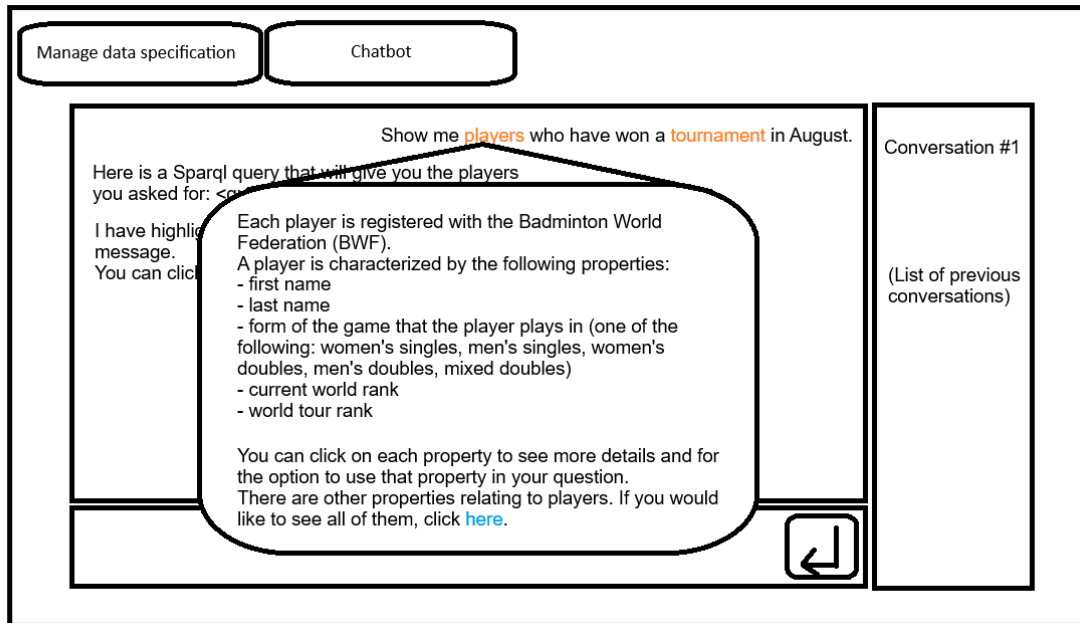 Manage data specification
Chatbot
Show me players who have won a tournament in August.
Here is a Sparql query that will give you the players
you asked for:
I have highlig
message.
You can clic
Each player is registered with the Badminton World
Federation (BWF).
A player is characterized by the following properties:
- first name
- last name
- form of the game that the player plays in (one of the
following: women's singles, men's singles, women's
doubles, men's doubles, mixed doubles)
- current world rank
- world tour rank
You can click on each property to see more details and for
the option to use that property in your question.
There are other properties relating to players. If you would
like to see all of them, click here.
Conversation #1
(List of previous
conversations)